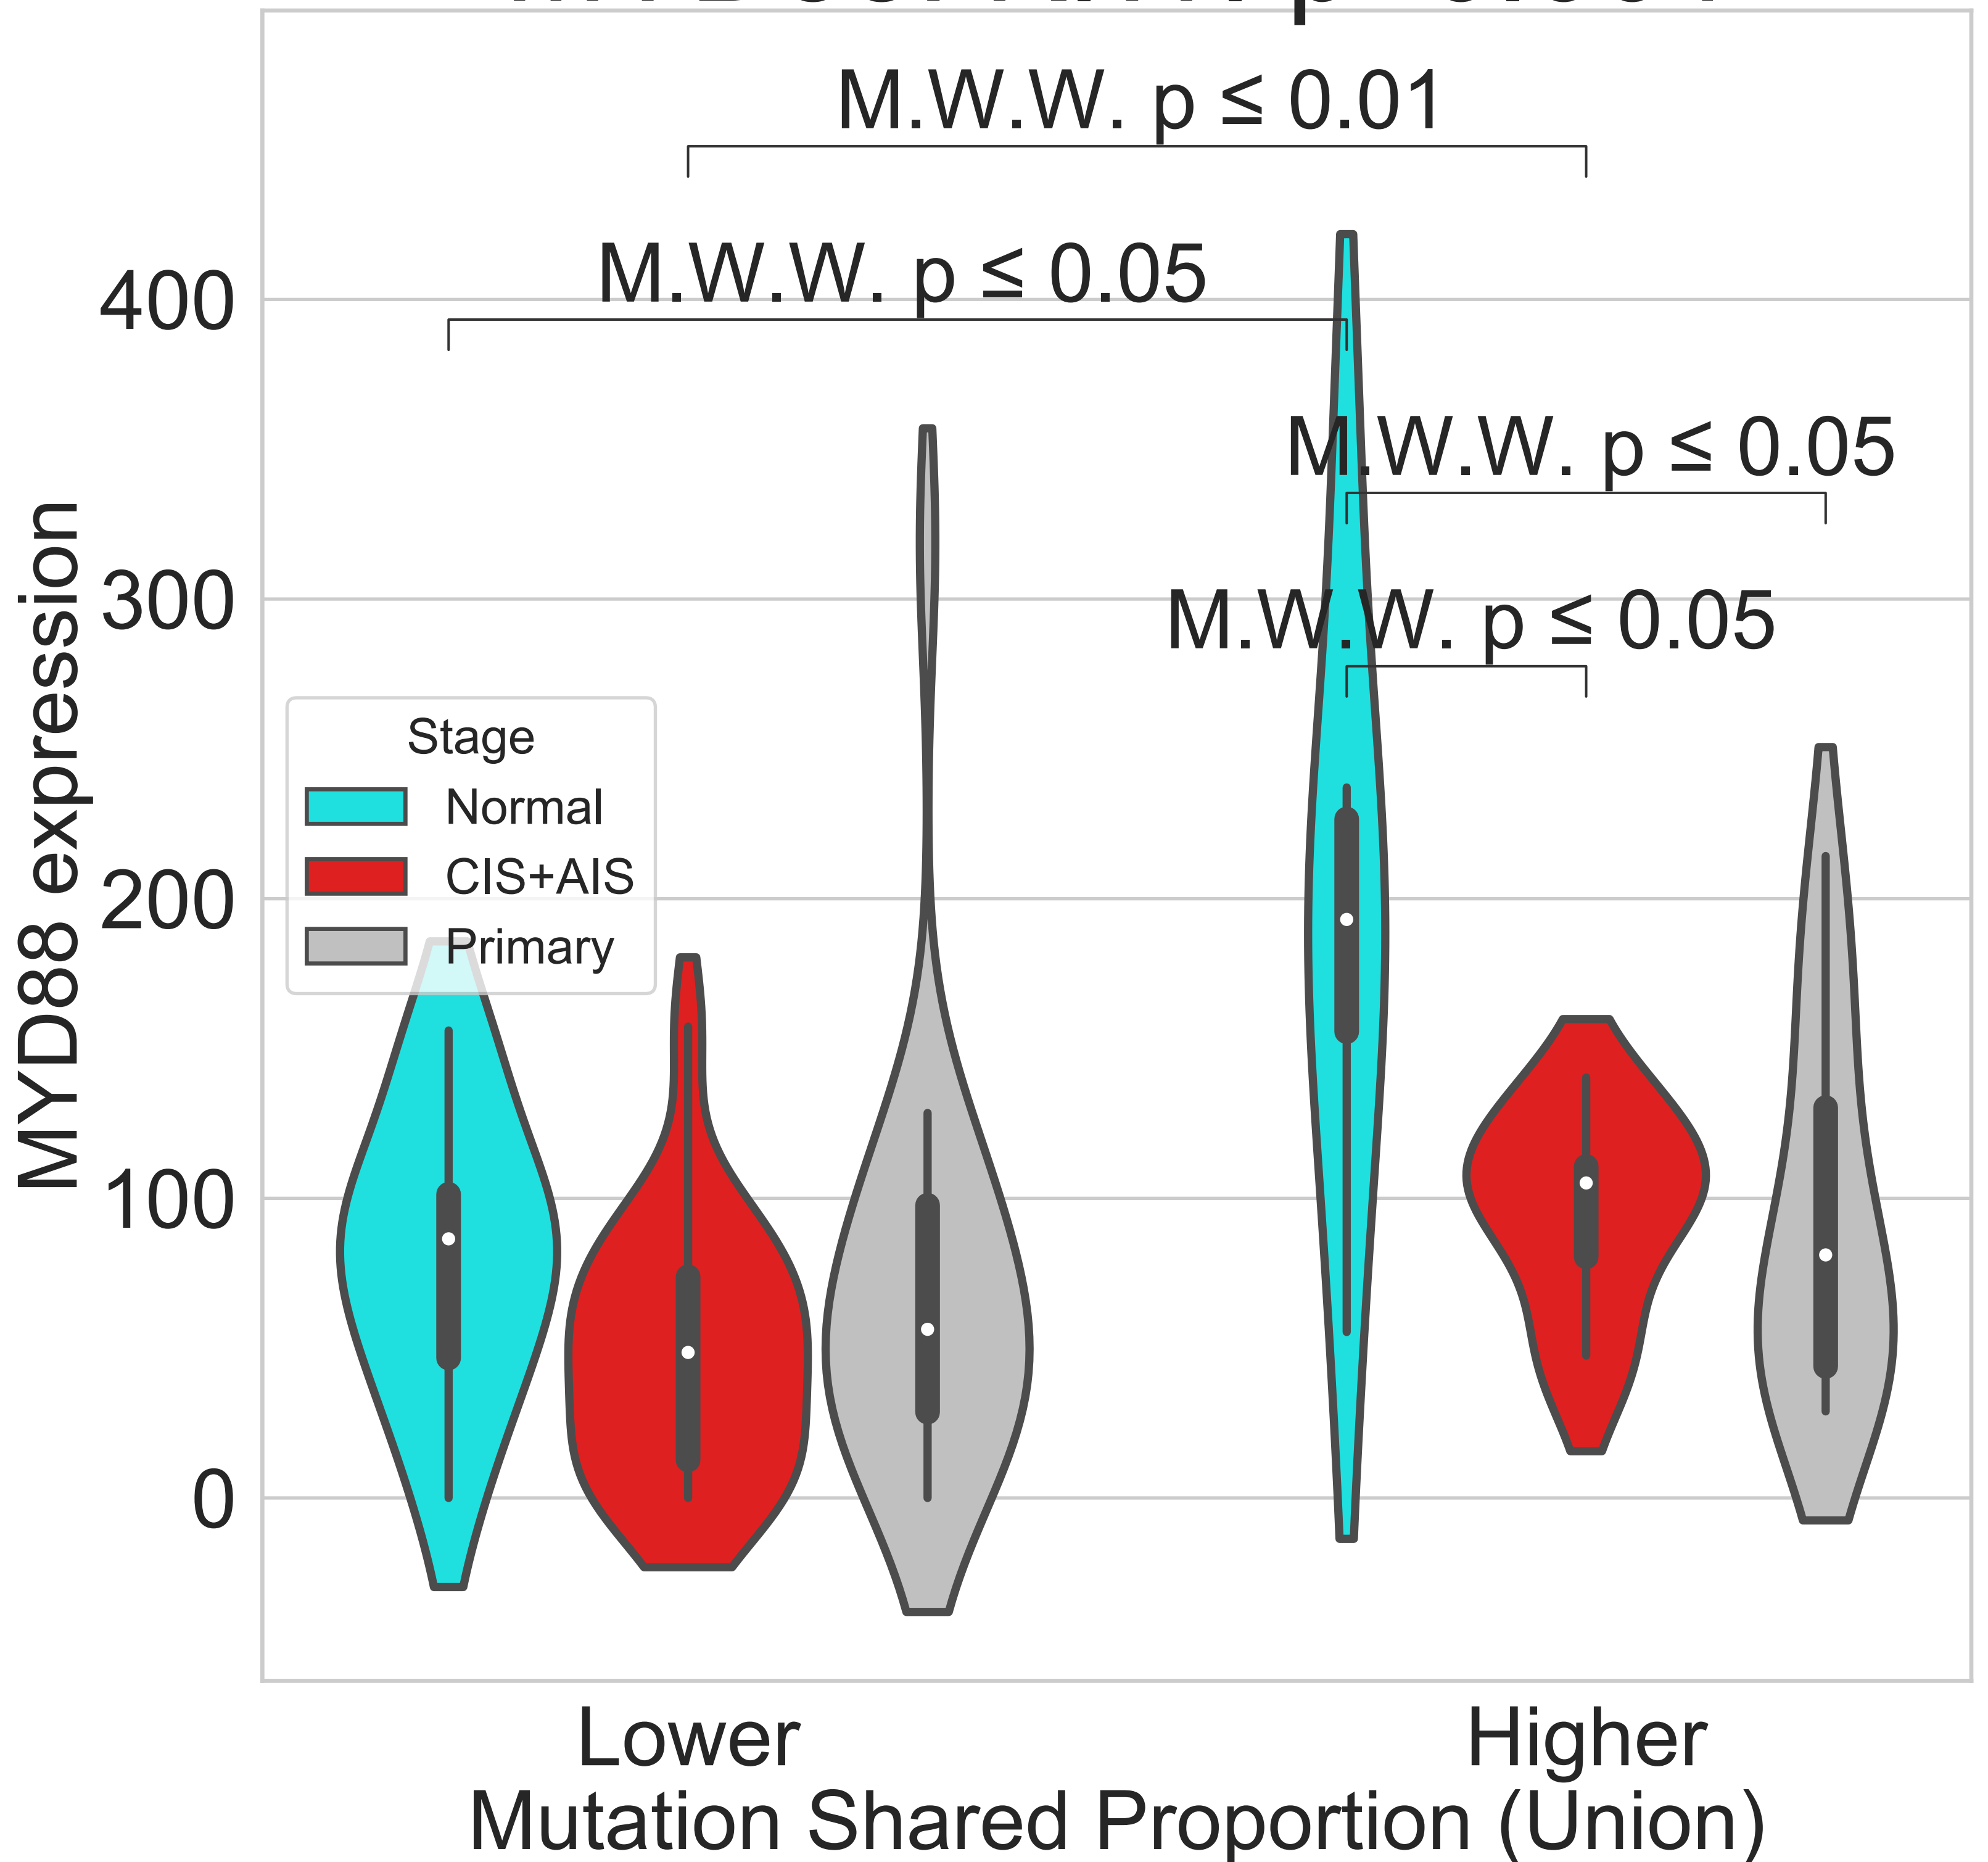 M.W.W. p ≤ 0.01
M.W.W. p ≤ 0.05
M.W.W. p ≤ 0.05
M.W.W. p ≤ 0.05
400
300
200
100
0
MYD88 expression
Stage
Normal
CIS+AIS
Primary
Lower
Higher
Mutation Shared Proportion (Union)